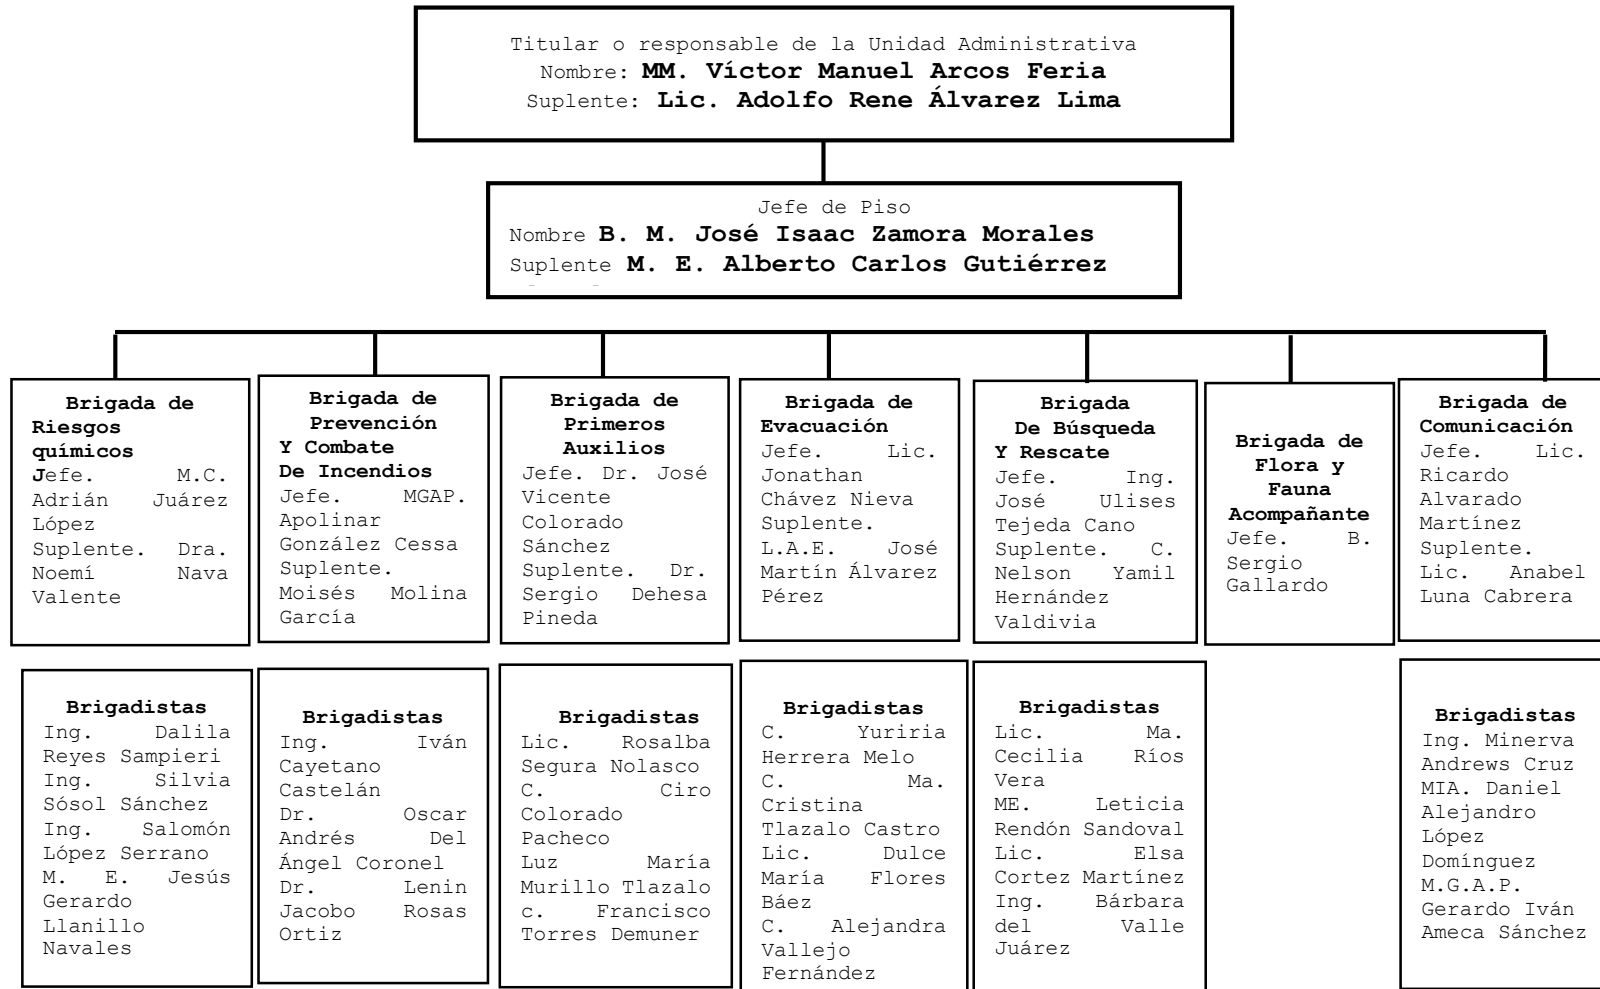 Titular o responsable de la Unidad Administrativa
Nombre: MM. Víctor Manuel Arcos Feria
Suplente: Lic. Adolfo Rene Álvarez Lima
Jefe de Piso
Nombre B. M. José Isaac Zamora Morales
Suplente M. E. Alberto Carlos Gutiérrez
Brigada de
Riesgos
químicos
Jefe. M.C.
Adrián Juárez
López
Suplente. Dra.
Noemí Nava
Valente
Brigada de
Prevención
Y Combate
De Incendios
Jefe. MGAP.
Apolinar
González Cessa
Suplente.
Moisés Molina
García
Brigada de
Primeros
Auxilios
Jefe. Dr. José
Vicente
Colorado
Sánchez
Suplente. Dr.
Sergio Dehesa
Pineda
Brigada de
Evacuación
Jefe. Lic.
Jonathan
Chávez Nieva
Suplente.
L.A.E. José
Martín Álvarez
Pérez
Brigada
De Búsqueda
Y Rescate
Jefe. Ing.
José Ulises
Tejeda Cano
Suplente. C.
Nelson Yamil
Hernández
Valdivia
Brigada de
Flora y
Fauna
Acompañante
Jefe. B.
Sergio
Gallardo
Brigada de
Comunicación
Jefe. Lic.
Ricardo
Alvarado
Martínez
Suplente.
Lic. Anabel
Luna Cabrera
Brigadistas
Ing. Dalila
Reyes Sampieri
Ing. Silvia
Sósol Sánchez
Ing. Salomón
López Serrano
M. E. Jesús
Gerardo
Llanillo
Navales
Brigadistas
Ing. Iván
Cayetano
Castelán
Dr. Oscar
Andrés Del
Ángel Coronel
Dr. Lenin
Jacobo Rosas
Ortiz
Brigadistas
Lic. Rosalba
Segura Nolasco
C. Ciro
Colorado
Pacheco
Luz María
Murillo Tlazalo
c. Francisco
Torres Demuner
Brigadistas
C. Yuriria
Herrera Melo
C. Ma.
Cristina
Tlazalo Castro
Lic. Dulce
María Flores
Báez
C. Alejandra
Vallejo
Fernández
Brigadistas
Lic. Ma.
Cecilia Ríos
Vera
ME. Leticia
Rendón Sandoval
Lic. Elsa
Cortez Martínez
Ing. Bárbara
del Valle
Juárez
Brigadistas
Ing. Minerva
Andrews Cruz
MIA. Daniel
Alejandro
López
Domínguez
M.G.A.P.
Gerardo Iván
Ameca Sánchez